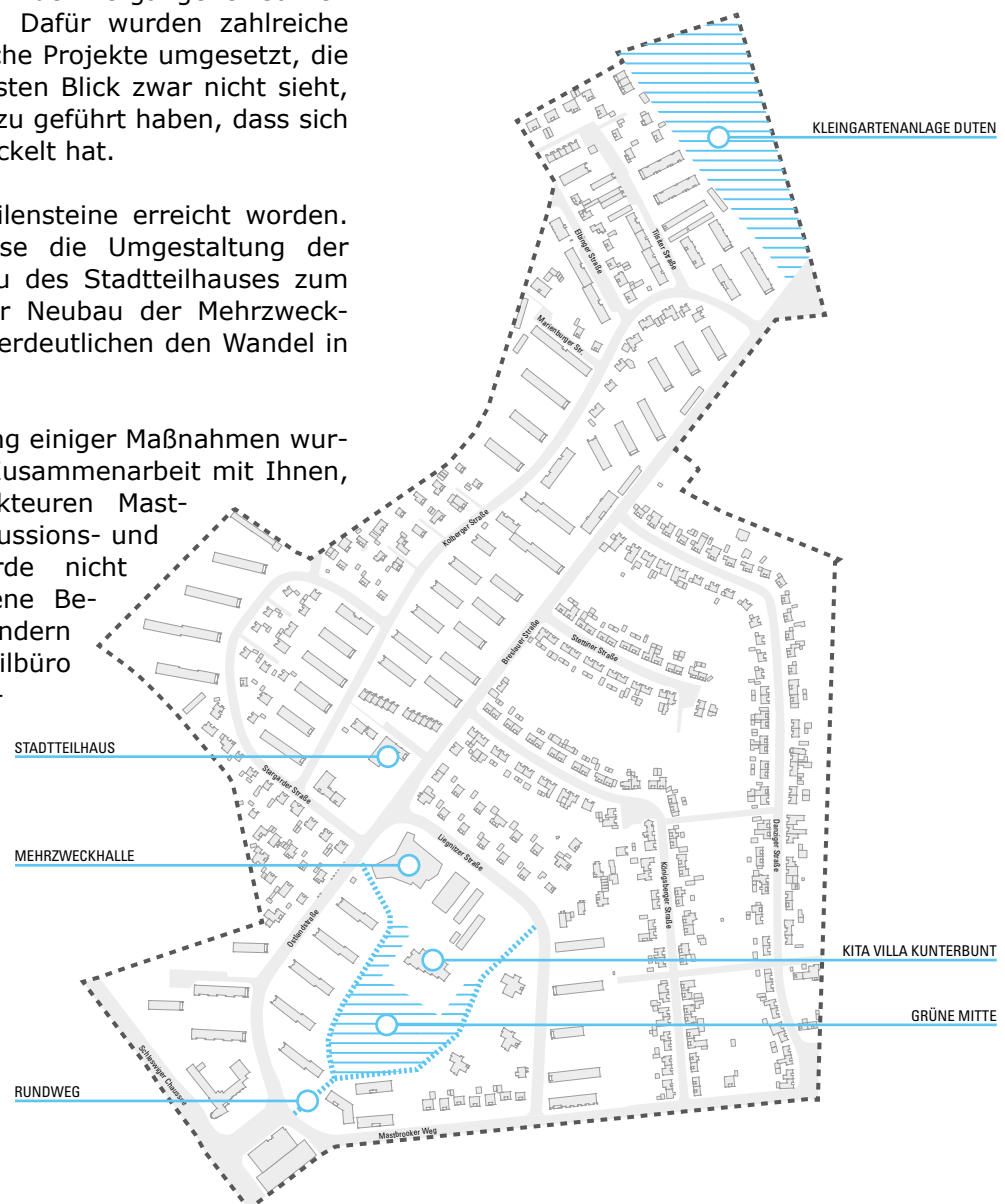 Dafür wurden zahlreiche
che Projekte umgesetzt, die
sten Blick zwar nicht sieht,
zu geführt haben, dass sich
ckelt hat.
ilensteine erreicht worden.
se die Umgestaltung der
u des Stadtteilhauses zum
r Neubau der Mehrzweck-
erdeutlichen den Wandel in
ng einiger Maßnahmen wur-
Zusammenarbeit mit Ihnen,
kteuren Mast-
ussions- und
rde nicht
ene Be-
ndern
ilbüro
-
KLEINGARTENANLAGE DUTEN
Elbinger Straße
Tilsiter Straße
Marienburger Str.
Kolberger Straße
Breslauer Straße
Stettiner Straße
STADTTEILHAUS
Stargarder Straße
MEHRZWECKHALLE
Liegnitzer Straße
Königsberger Straße
Danziger Straße
Ostlandstraße
KITA VILLA KUNTERBUNT
GRÜNE MITTE
Schleswiger Chaussee
RUNDWEG
Mastbrooker Weg